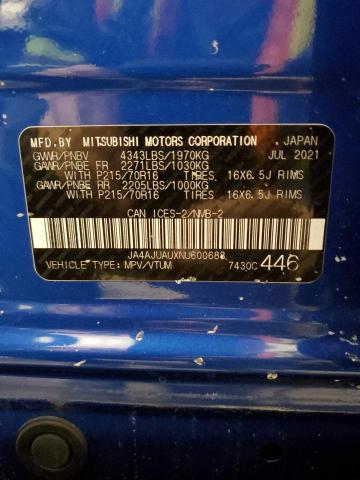 MFD.BY MITSUBISHI MOTORS CORPORATION JAPAN
GVWR/PNBV 4343LBS/1970KG JUL 2021
GAWR/PNBE FR 2271LBS/1030KG
WITH P215/70R16 TIRES, 16X6.5J RIMS
GAWR/PNBE RR 2205LBS/1000KG
WITH P215/70R16 TIRES, 16X6.5J RIMS
CAN ICES-2/NMB-2
JA4AJUAUXNU600688
VEHICLE TYPE: MPV/VTUM 7430C 446